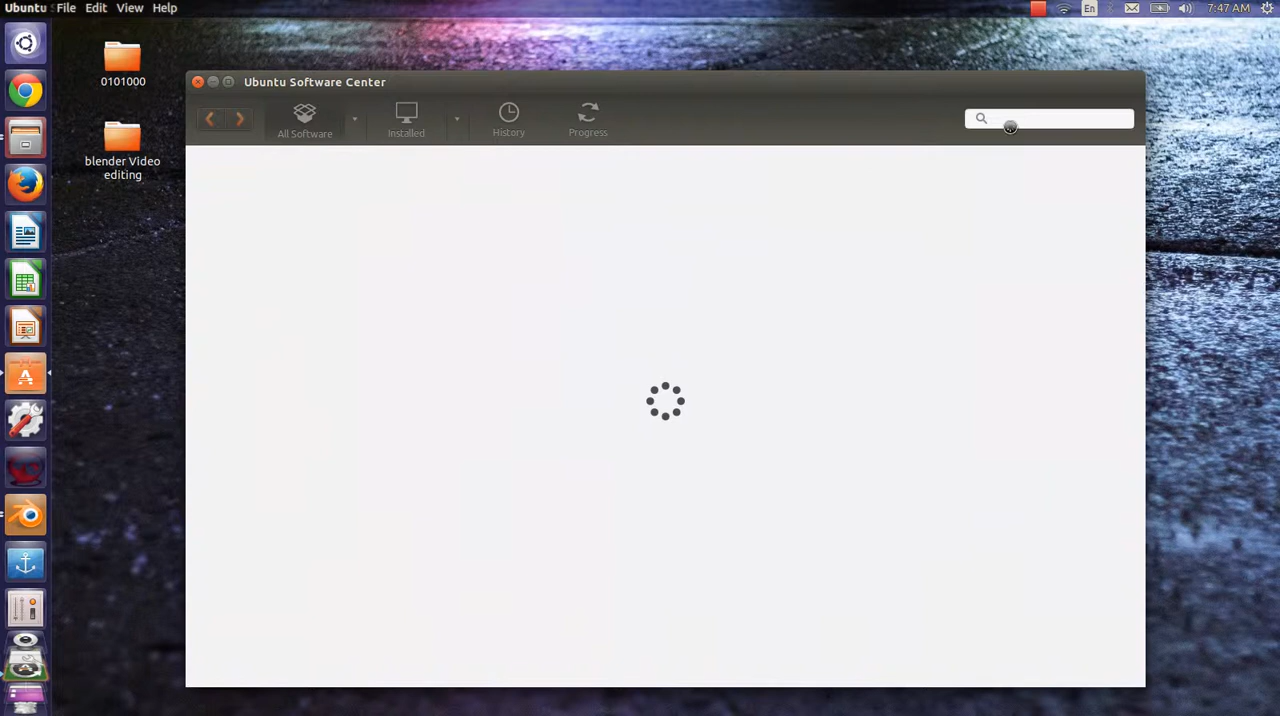 Ubuntu File Edit View Help
En 7:47 AM
0101000
blender Video
editing
Ubuntu Software Center
All Software Installed History Progress